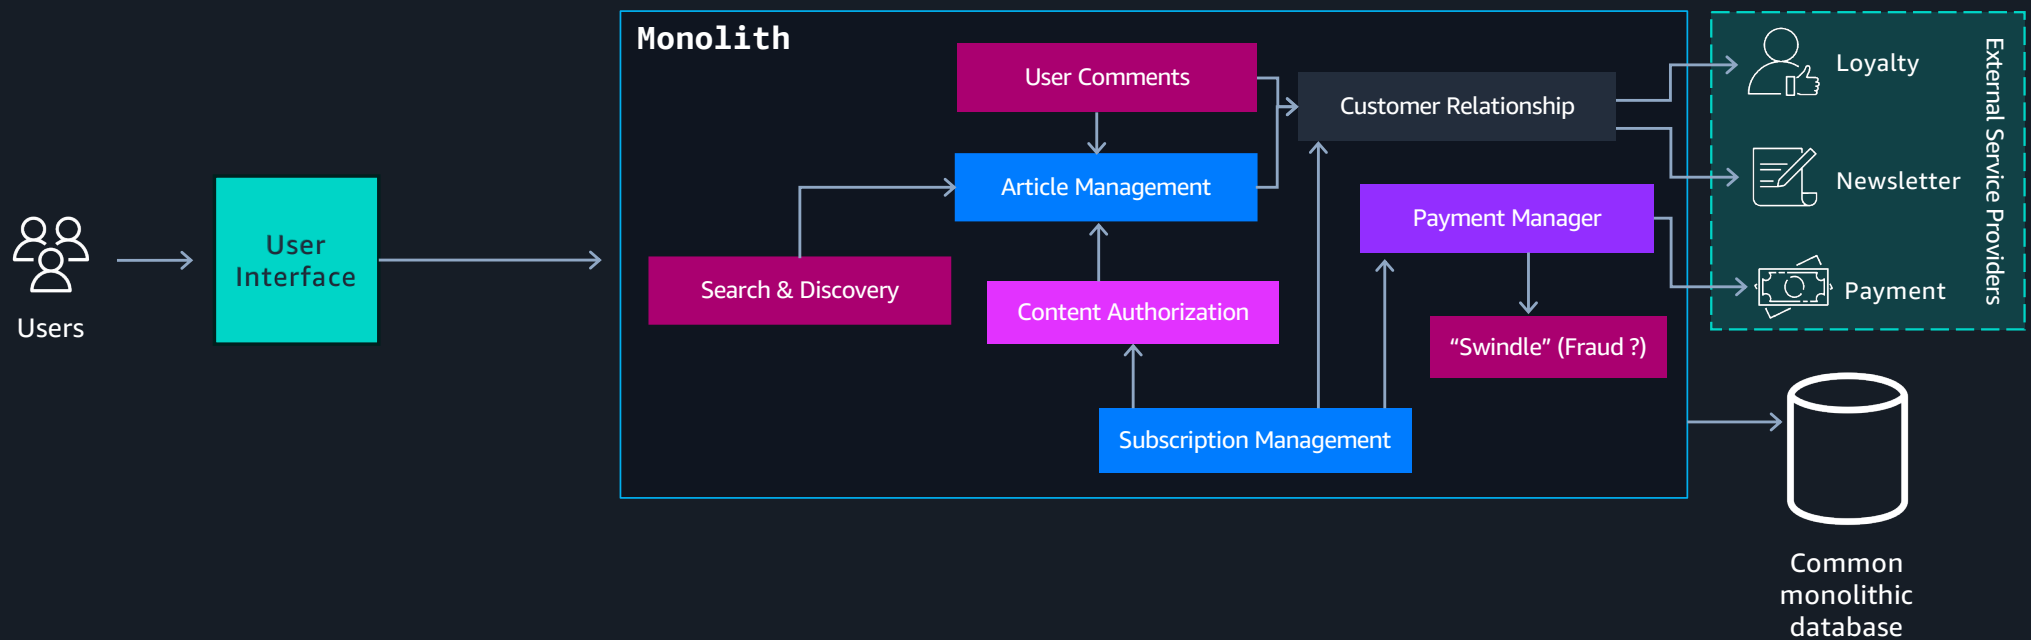 Users
User
Interface
Monolith
User Comments
Article Management
Search & Discovery
Content Authorization
Subscription Management
Customer Relationship
Payment Manager
“Swindle” (Fraud ?)
Loyalty
Newsletter
Payment
External Service Providers
Common
monolithic
database